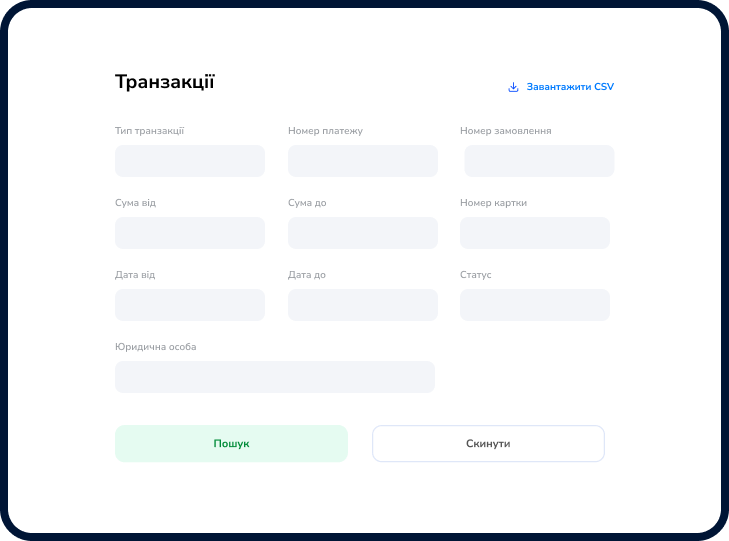 Транзакції
Завантажити CSV
Тип транзакції
Номер платежу
Номер замовлення
Сума від
Сума до
Номер картки
Дата від
Дата до
Статус
Юридична особа
Пошук
Скинути